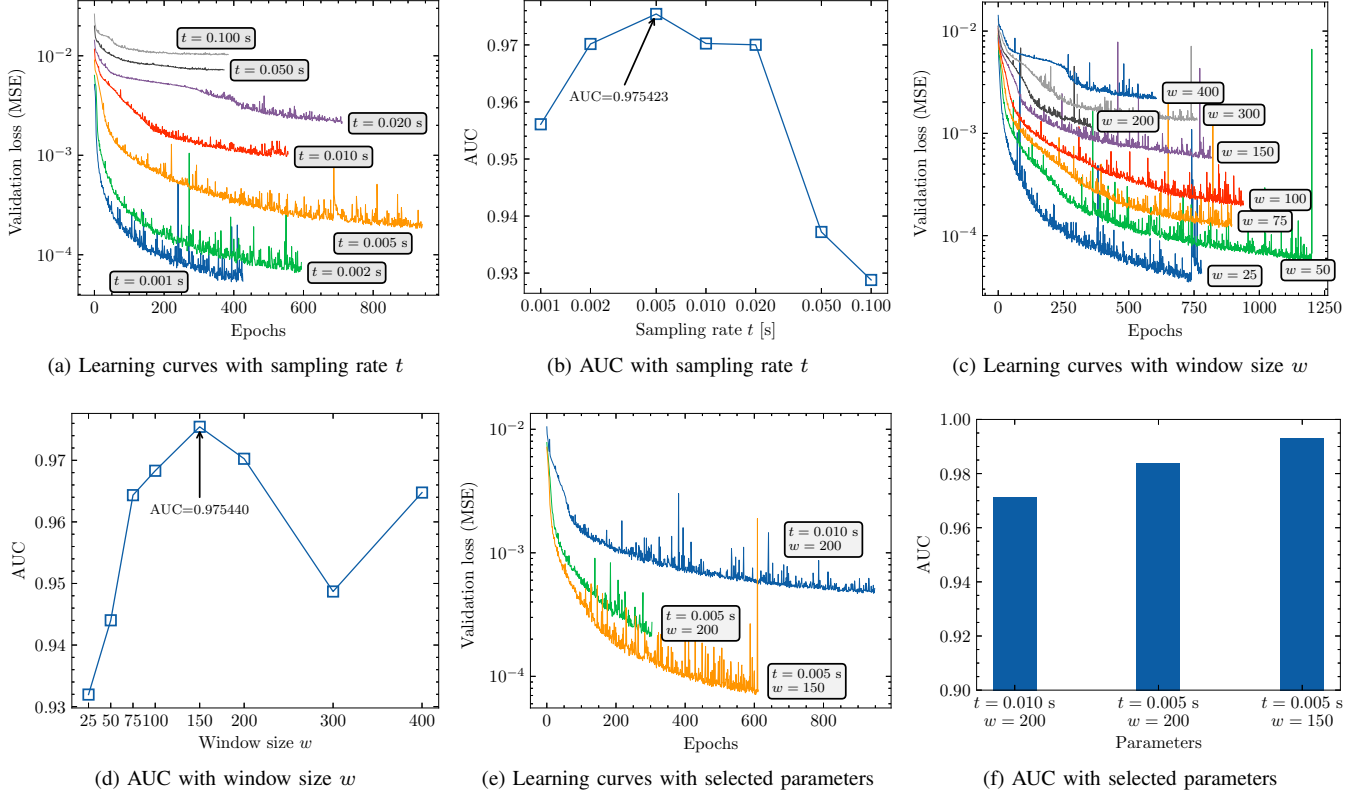 10⁻²
10⁻³
10⁻⁴
Validation loss (MSE)
t = 0.100 s
t = 0.050 s
t = 0.020 s
t = 0.010 s
t = 0.005 s
t = 0.002 s
t = 0.001 s
0 200 400 600 800
Epochs
(a) Learning curves with sampling rate t
0.97
0.96
0.95
0.94
0.93
AUC
AUC=0.975423
0.001 0.002 0.005 0.010 0.020 0.050 0.100
Sampling rate t [s]
(b) AUC with sampling rate t
10⁻²
10⁻³
10⁻⁴
Validation loss (MSE)
w = 400
w = 300
w = 200
w = 150
w = 100
w = 75
w = 50
w = 25
0 250 500 750 1000 1250
Epochs
(c) Learning curves with window size w
0.97
0.96
0.95
0.94
0.93
AUC
AUC=0.975440
25 50 75 100 150 200 300 400
Window size w
(d) AUC with window size w
10⁻²
10⁻³
10⁻⁴
Validation loss (MSE)
t = 0.010 s
w = 200
t = 0.005 s
w = 200
t = 0.005 s
w = 150
0 200 400 600 800
Epochs
(e) Learning curves with selected parameters
1.00
0.98
0.96
0.94
0.92
0.90
AUC
t = 0.010 s
w = 200
t = 0.005 s
w = 200
t = 0.005 s
w = 150
Parameters
(f) AUC with selected parameters